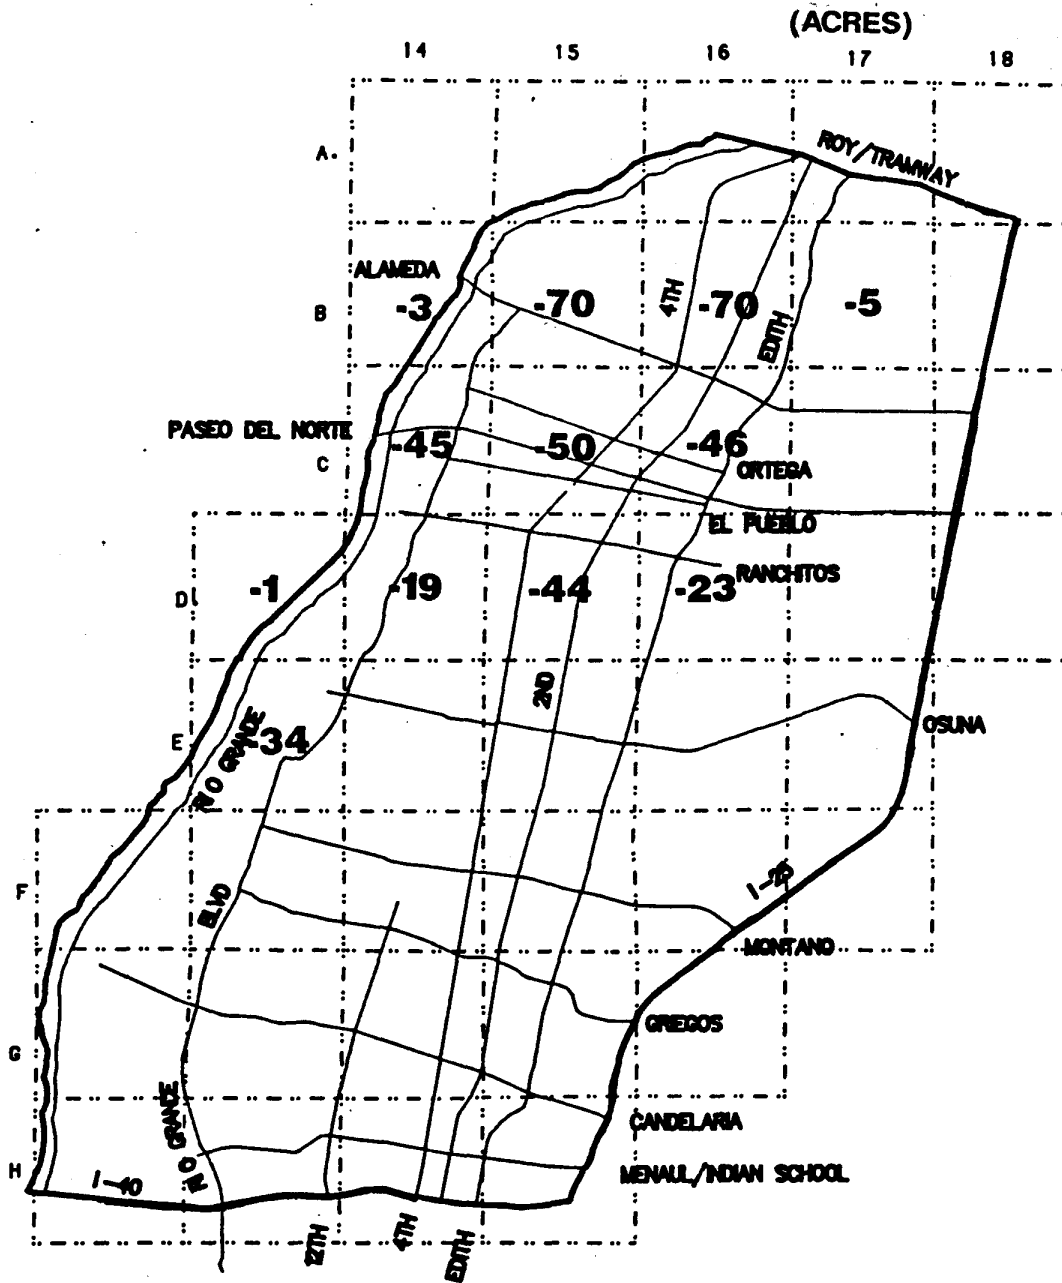 (ACRES)
14 15 16 17 18
A.
ROY/TRAMWAY
ALAMEDA
B
-3 -70 4TH -70 EDITH -5
PASEO DEL NORTE
C
-45 -50 -46
ORTEGA
EL PUEBLO
RANCHITOS
D
-1 -19 -44 -23
2ND
E
-34
RIO GRANDE
OSUNA
F
BLVD
I-25
MONTANO
GRIEGOS
G
RIO GRANDE
CANDELARIA
H
MENAUL/INDIAN SCHOOL
I-40
12TH 4TH EDITH